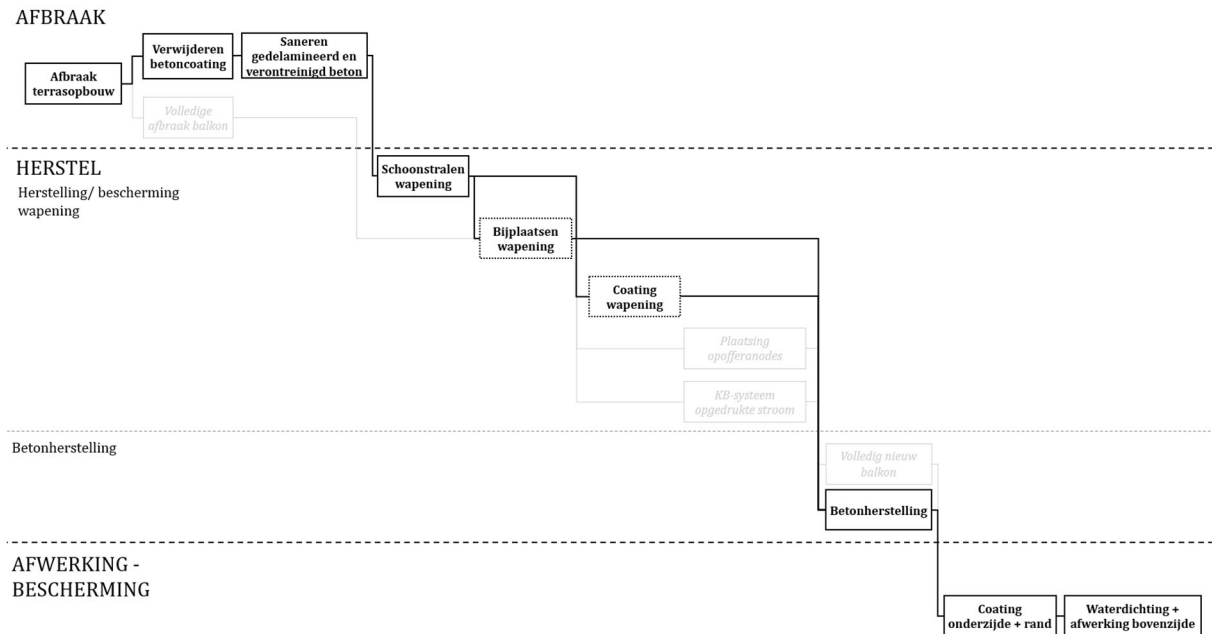 AFBRAAK
Afbraak
terrasopbouw
Verwijderen
betoncoating
Saneren
gedelamineerd en
verontreinigd beton
Volledige
afbraak balkon
HERSTEL
Herstelling/ bescherming
wapening
Schoonstralen
wapening
Bijplaatsen
wapening
Coating
wapening
Plaatsing
opofferanodes
KB-systeem
opgedrukte stroom
Betonherstelling
Volledig nieuw
balkon
Betonherstelling
AFWERKING -
BESCHERMING
Coating
onderzijde + rand
Waterdichting +
afwerking bovenzijde